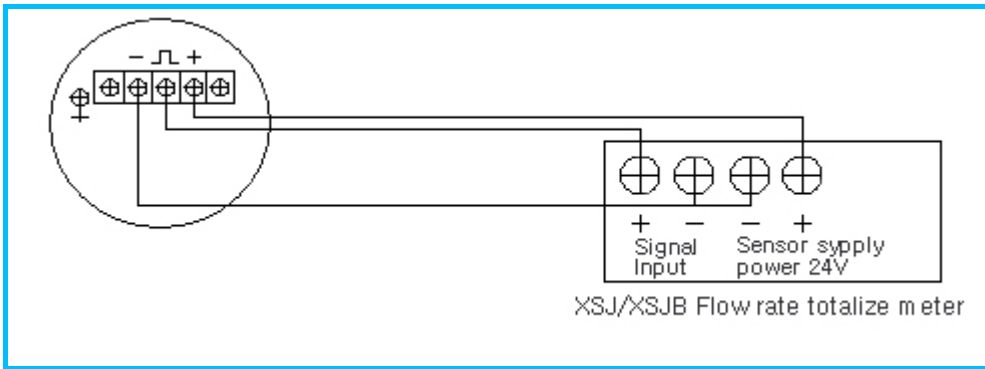 − ⎍ +
+ − − +
Signal Sensor sypply
Input power 24V
XSJ/XSJB Flow rate totalize meter